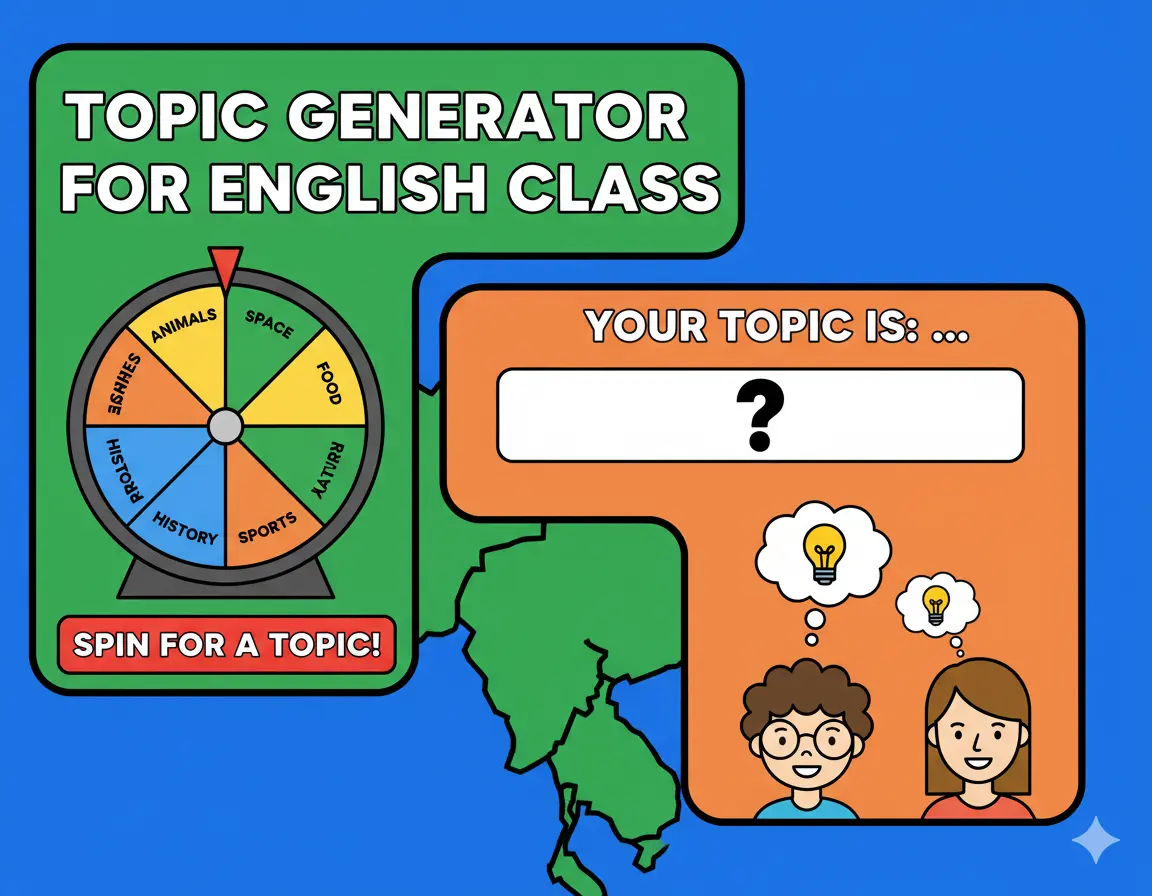 TOPIC GENERATOR
FOR ENGLISH CLASS
ANIMALS
SPACE
FOOD
SPORTS
HISTORY
SPIN FOR A TOPIC!
YOUR TOPIC IS: ...
?